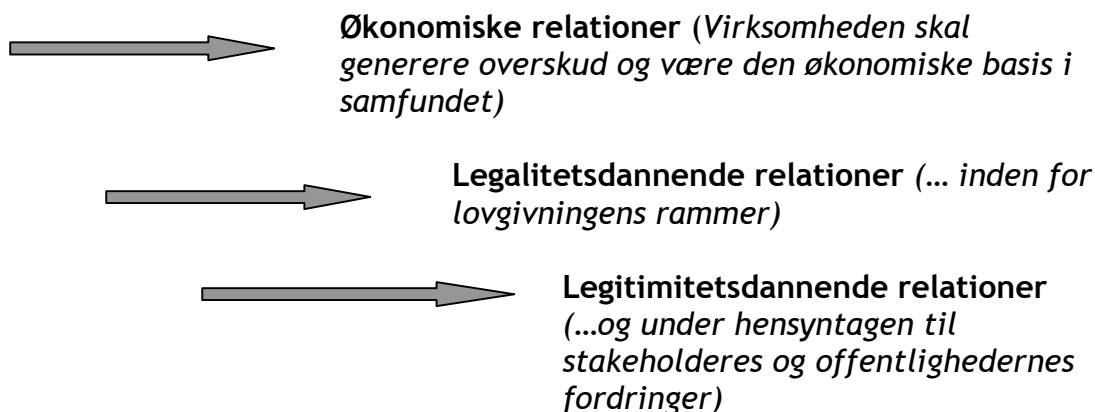 Økonomiske relationer (Virksomheden skal
generere overskud og være den økonomiske basis i
samfundet)
Legalitetsdannende relationer (… inden for
lovgivningens rammer)
Legitimitetsdannende relationer
(…og under hensyntagen til
stakeholderes og offentlighedernes
fordringer)